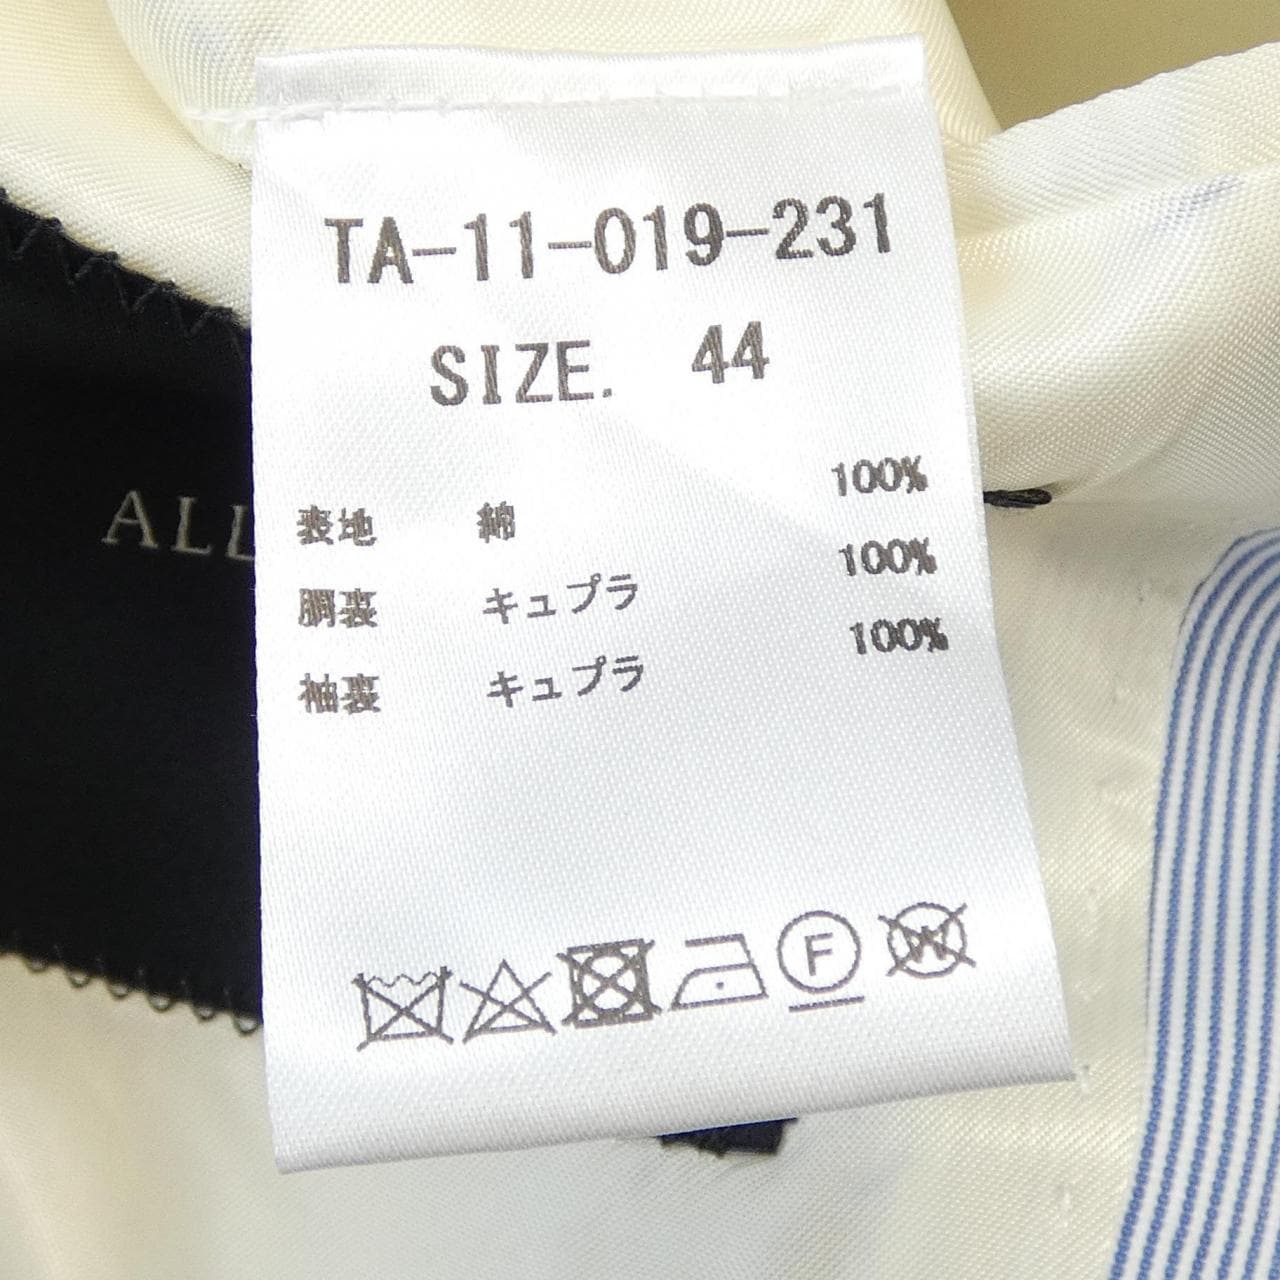 TA-11-019-231
SIZE. 44
表地 綿 100%
胴裏 キュプラ 100%
袖裏 キュプラ 100%
F
W
ALL